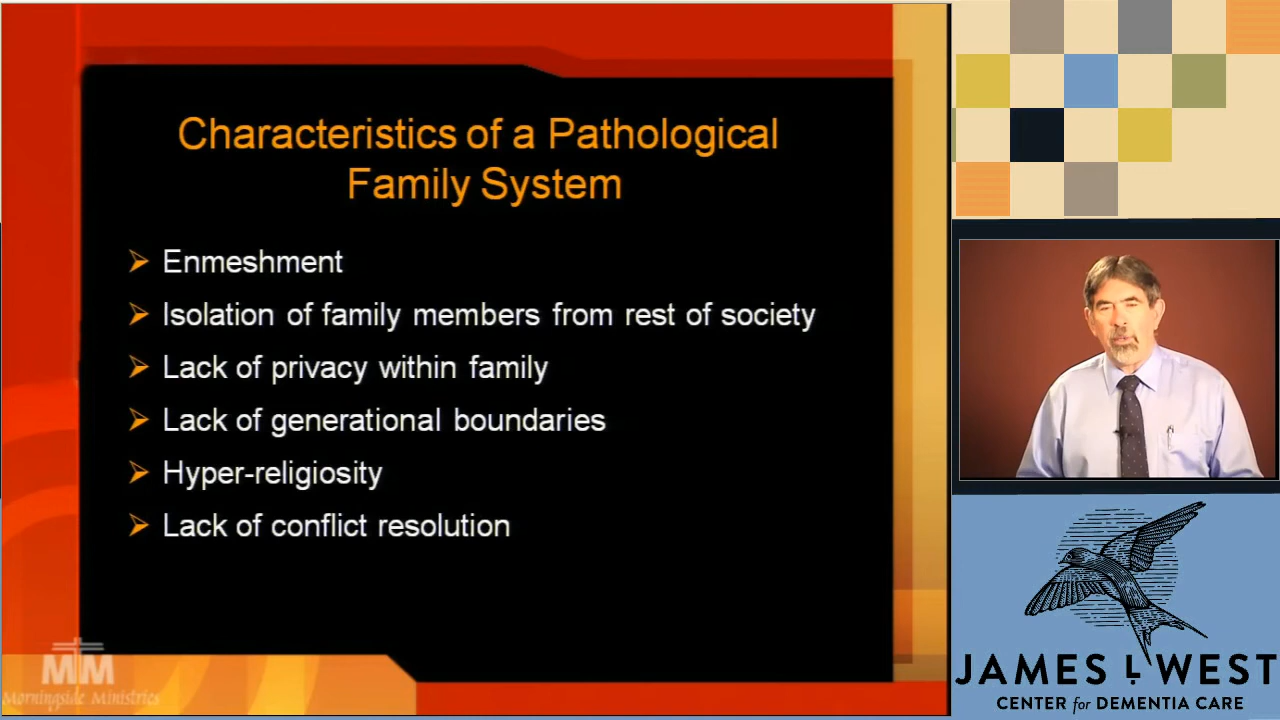 Characteristics of a Pathological
Family System
Enmeshment
Isolation of family members from rest of society
Lack of privacy within family
Lack of generational boundaries
Hyper-religiosity
Lack of conflict resolution
MM
Morningside Ministries
JAMES L WEST
CENTER for DEMENTIA CARE